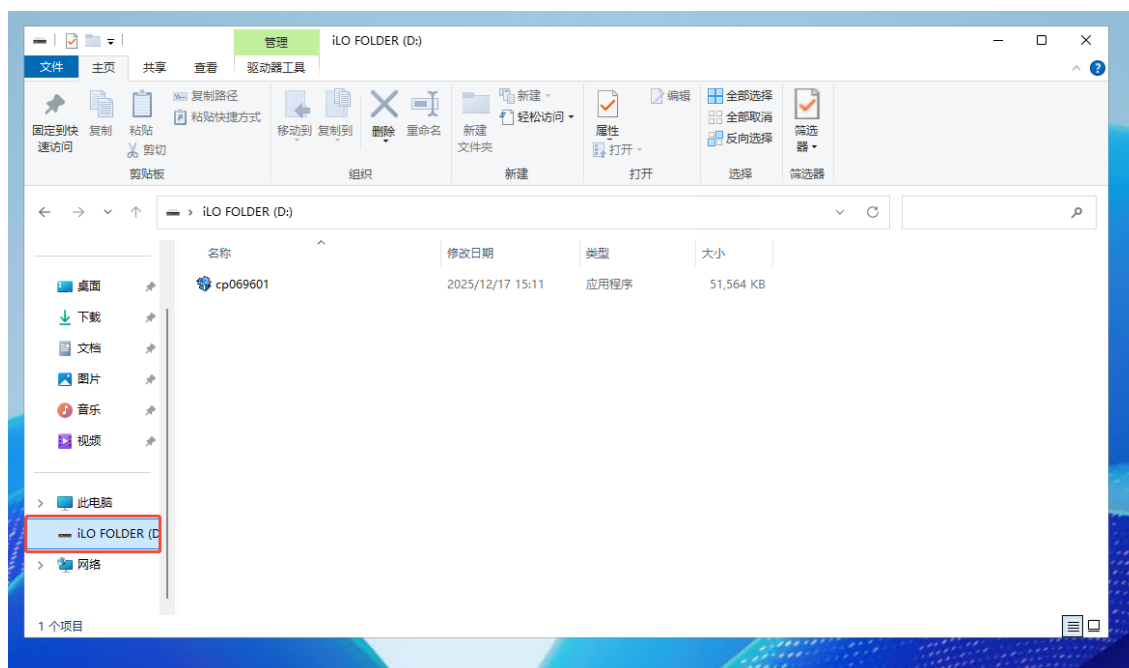 管理
iLO FOLDER (D:)
文件
主页
共享
查看
驱动器工具
固定到快
速访问
复制
粘贴
复制路径
粘贴快捷方式
剪切
剪贴板
移动到
复制到
删除
重命名
组织
新建
文件夹
新建
轻松访问
新建
属性
编辑
打开
打开
全部选择
全部取消
反向选择
选择
筛选
器
筛选器
iLO FOLDER (D:)
名称
修改日期
类型
大小
cp069601
2025/12/17 15:11
应用程序
51,564 KB
桌面
下载
文档
图片
音乐
视频
此电脑
iLO FOLDER (D
网络
1 个项目